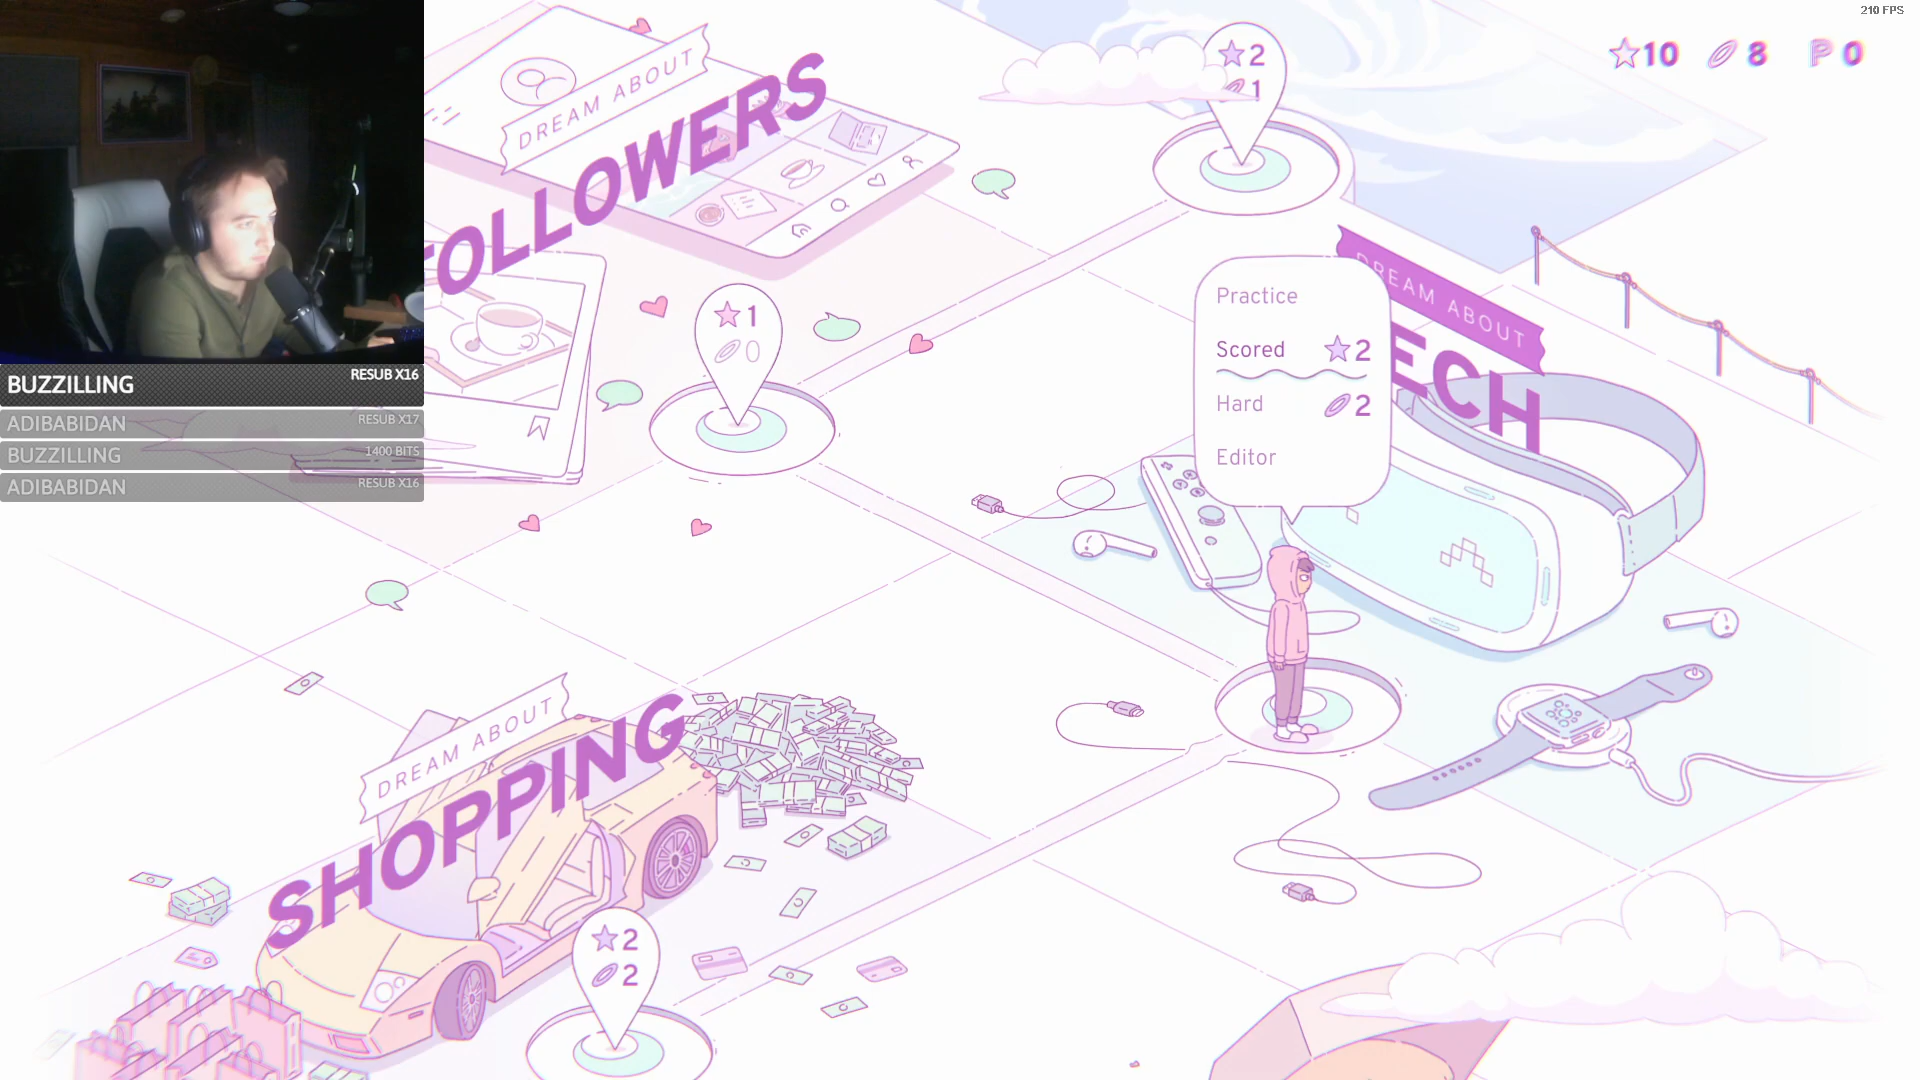 210 FPS
10 8 P 0
2
1
DREAM ABOUT
FOLLOWERS
1
0
DREAM ABOUT
ECH
Practice
Scored 2
Hard 2
Editor
BUZZILLING RESUB X16
ADIBABIDAN RESUB X17
BUZZILLING 1400 BITS
ADIBABIDAN RESUB X16
DREAM ABOUT
SHOPPING
2
2